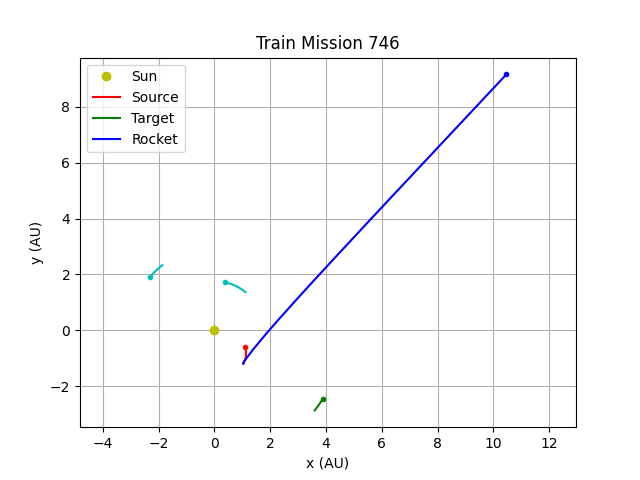 Train Mission 746
Sun
Source
Target
Rocket
y (AU)
8
6
4
2
0
−2
−4
−2
0
2
4
6
8
10
12
x (AU)